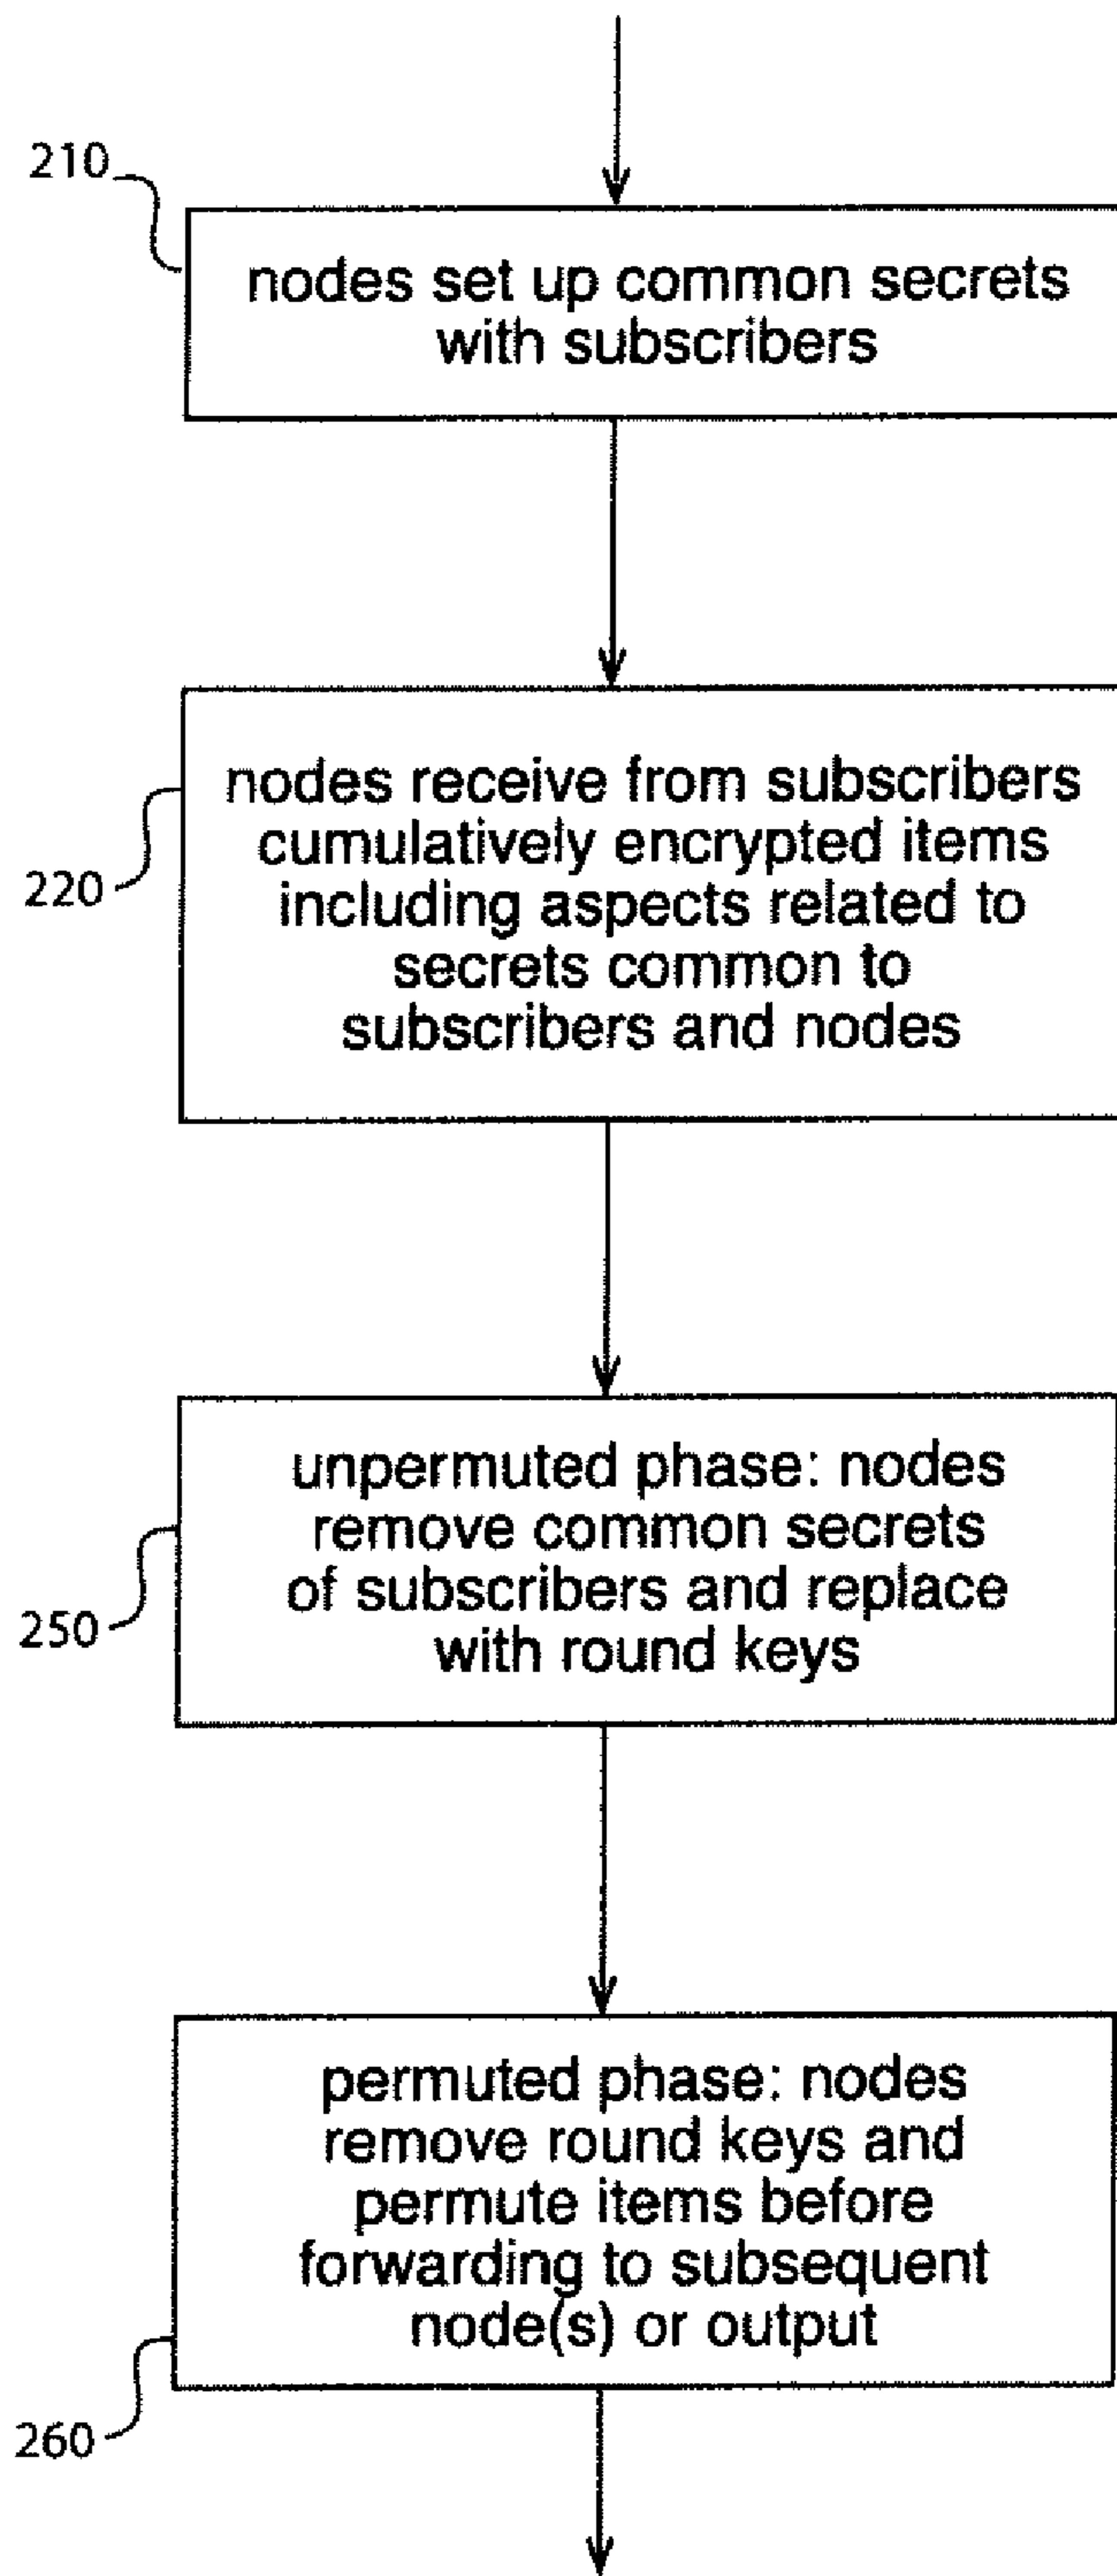 210
nodes set up common secrets
with subscribers
220
nodes receive from subscribers
cumulatively encrypted items
including aspects related to
secrets common to
subscribers and nodes
250
unpermuted phase: nodes
remove common secrets
of subscribers and replace
with round keys
260
permuted phase: nodes
remove round keys and
permute items before
forwarding to subsequent
node(s) or output